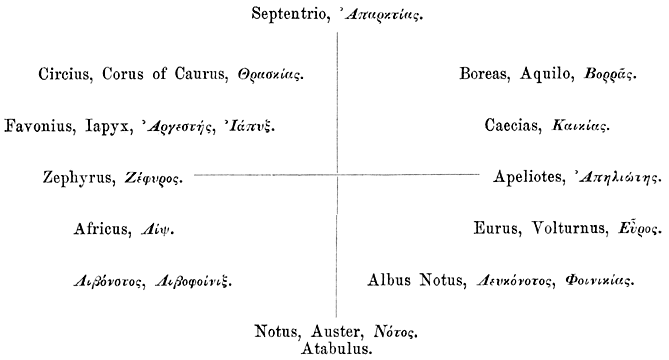 Septentrio, Ἀπαρκτίας.
Circius, Corus of Caurus, Θρασκίας.
Boreas, Aquilo, Βορρᾶς.
Favonius, Iapyx, Ἀργεστής, Ἰάπυξ.
Caecias, Καικίας.
Zephyrus, Ζέφυρος.
Apeliotes, Ἀπηλιώτης.
Africus, Λίψ.
Eurus, Volturnus, Εὖρος.
Λιβόνοτος, Λιβοφοίνιξ.
Albus Notus, Λευκόνοτος, Φοινικίας.
Notus, Auster, Νότος.
Atabulus.